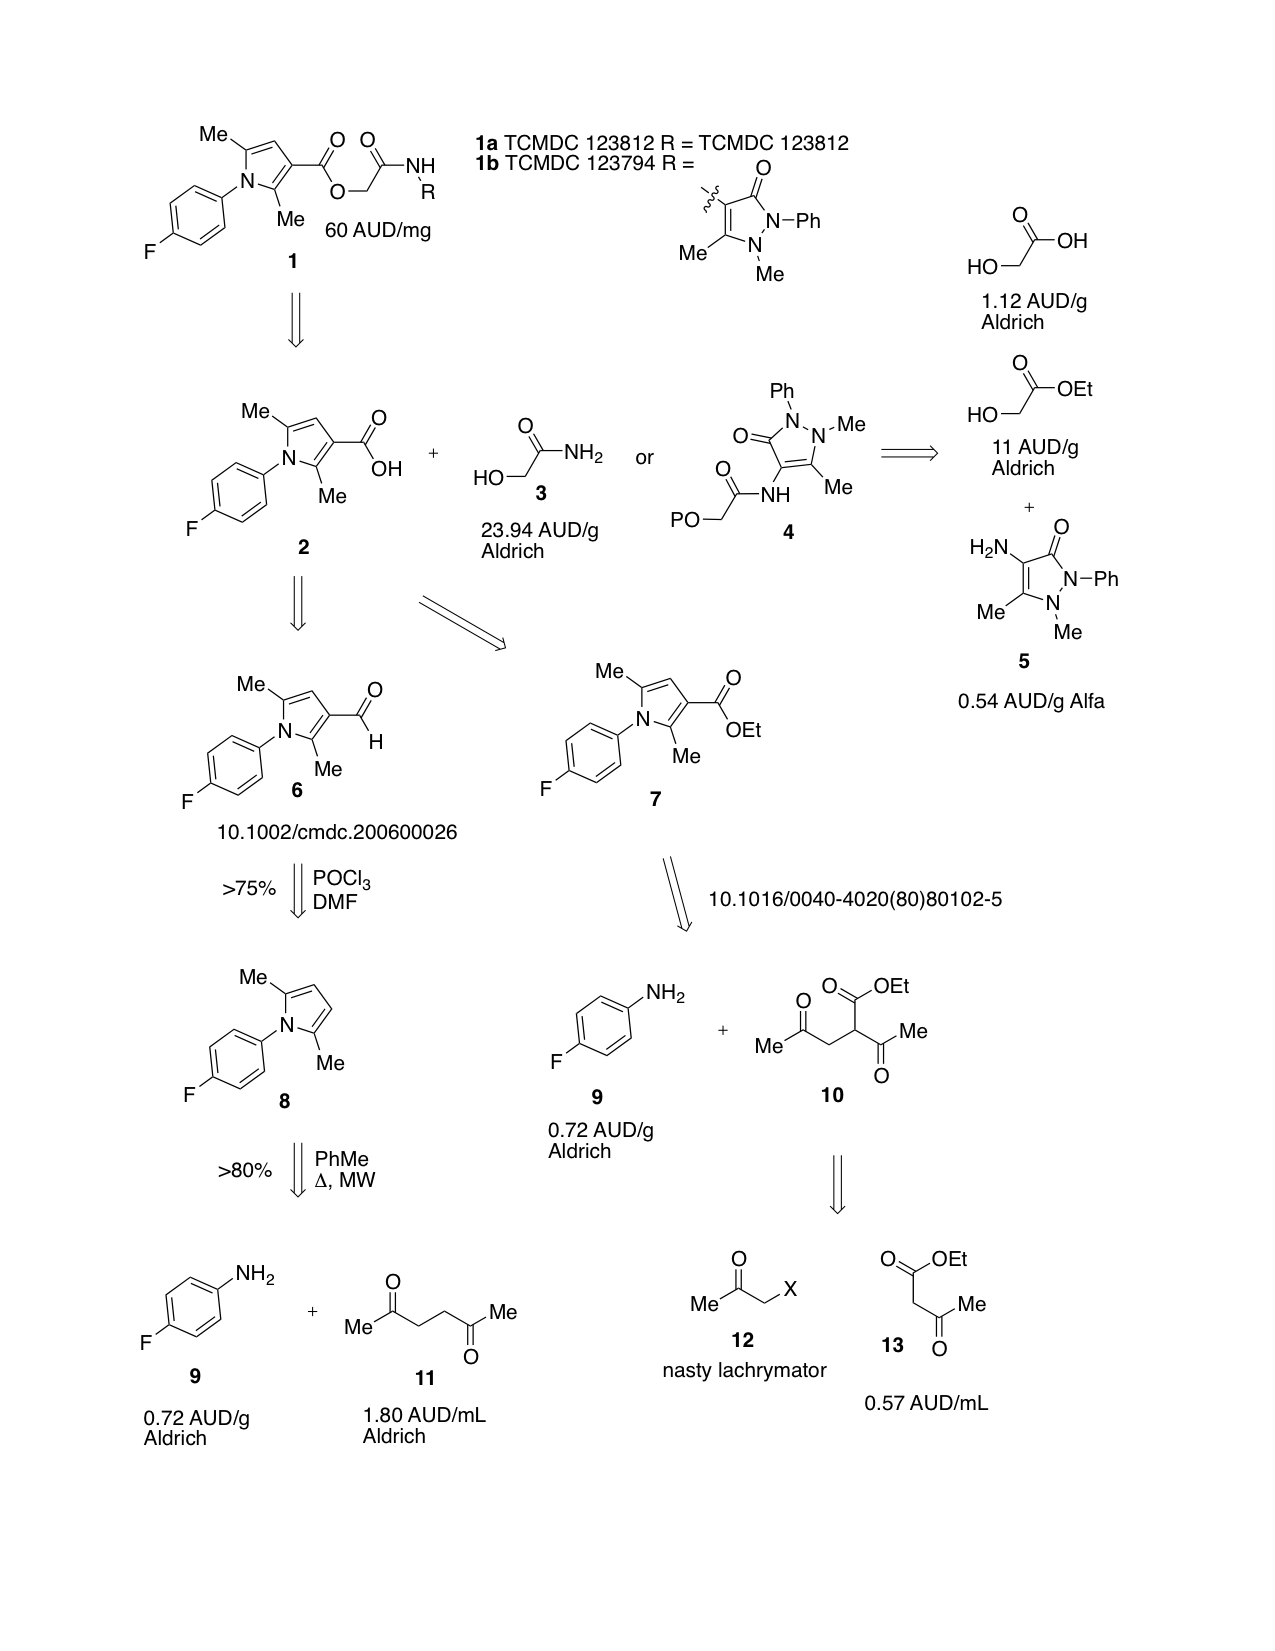 1a TCMDC 123812 R = TCMDC 123812
1b TCMDC 123794 R =
Me
O
O
NH
R
O
N
Me
F
60 AUD/mg
1
O
N
Ph
N
Me
Me
O
OH
HO
1.12 AUD/g
Aldrich
O
OEt
HO
11 AUD/g
Aldrich
+
H2N
O
N
Ph
N
Me
Me
5
0.54 AUD/g Alfa
Me
O
OH
N
Me
F
2
+
O
NH2
HO
3
23.94 AUD/g
Aldrich
or
Ph
N
Me
N
O
O
Me
NH
PO
4
Me
O
H
N
Me
F
6
10.1002/cmdc.200600026
Me
O
OEt
N
Me
F
7
>75%
POCl3
DMF
10.1016/0040-4020(80)80102-5
Me
N
Me
F
8
NH2
F
9
0.72 AUD/g
Aldrich
+
O
OEt
O
Me
Me
O
10
>80%
PhMe
Δ, MW
NH2
F
9
0.72 AUD/g
Aldrich
+
O
Me
Me
O
11
1.80 AUD/mL
Aldrich
O
X
Me
12
nasty lachrymator
O
OEt
Me
O
13
0.57 AUD/mL